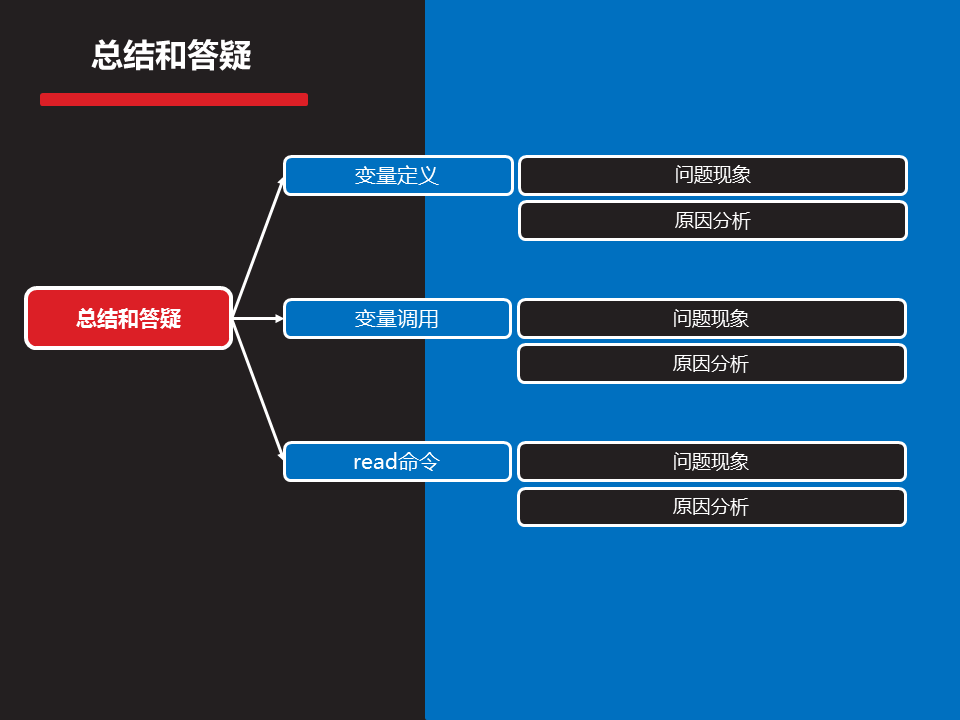 总结和答疑
总结和答疑
变量定义
问题现象
原因分析
变量调用
问题现象
原因分析
read命令
问题现象
原因分析